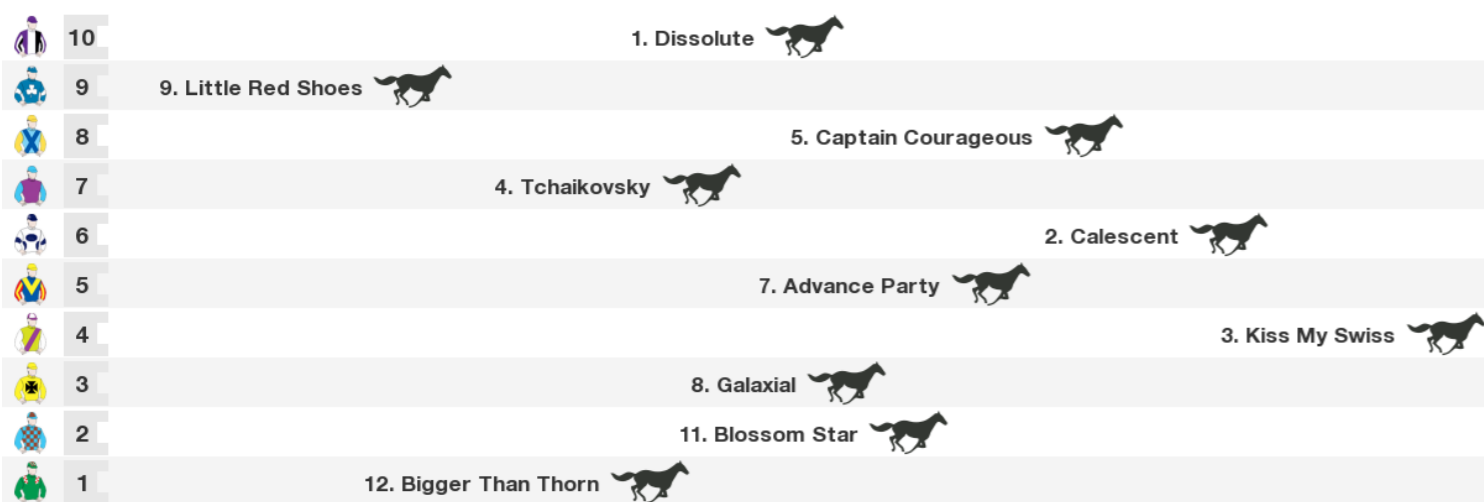 10 1. Dissolute
9 9. Little Red Shoes
8 5. Captain Courageous
7 4. Tchaikovsky
6 2. Calescent
5 7. Advance Party
4 3. Kiss My Swiss
3 8. Galaxial
2 11. Blossom Star
1 12. Bigger Than Thorn